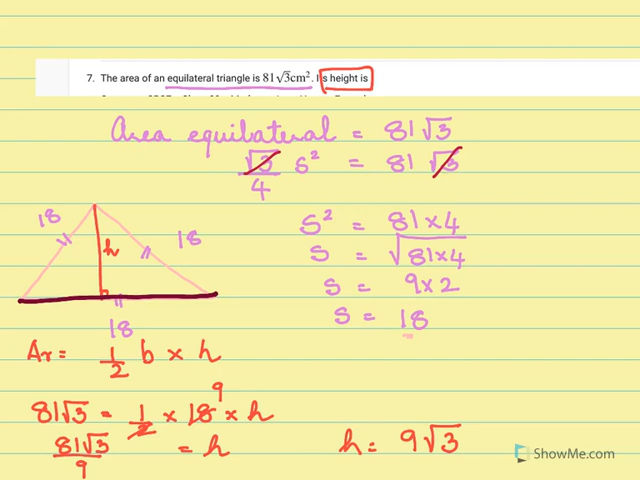 7. The area of an equilateral triangle is 81√3cm². Its height is
Area equilateral = 81√3
√3/4 S² = 81 √3
S² = 81×4
S = √81×4
S = 9×2
S = 18
18
18
h
18
Ar = 1/2 b × h
81√3 = 1/2 × 18 9 × h
81√3/9 = h
h = 9√3
ShowMe.com